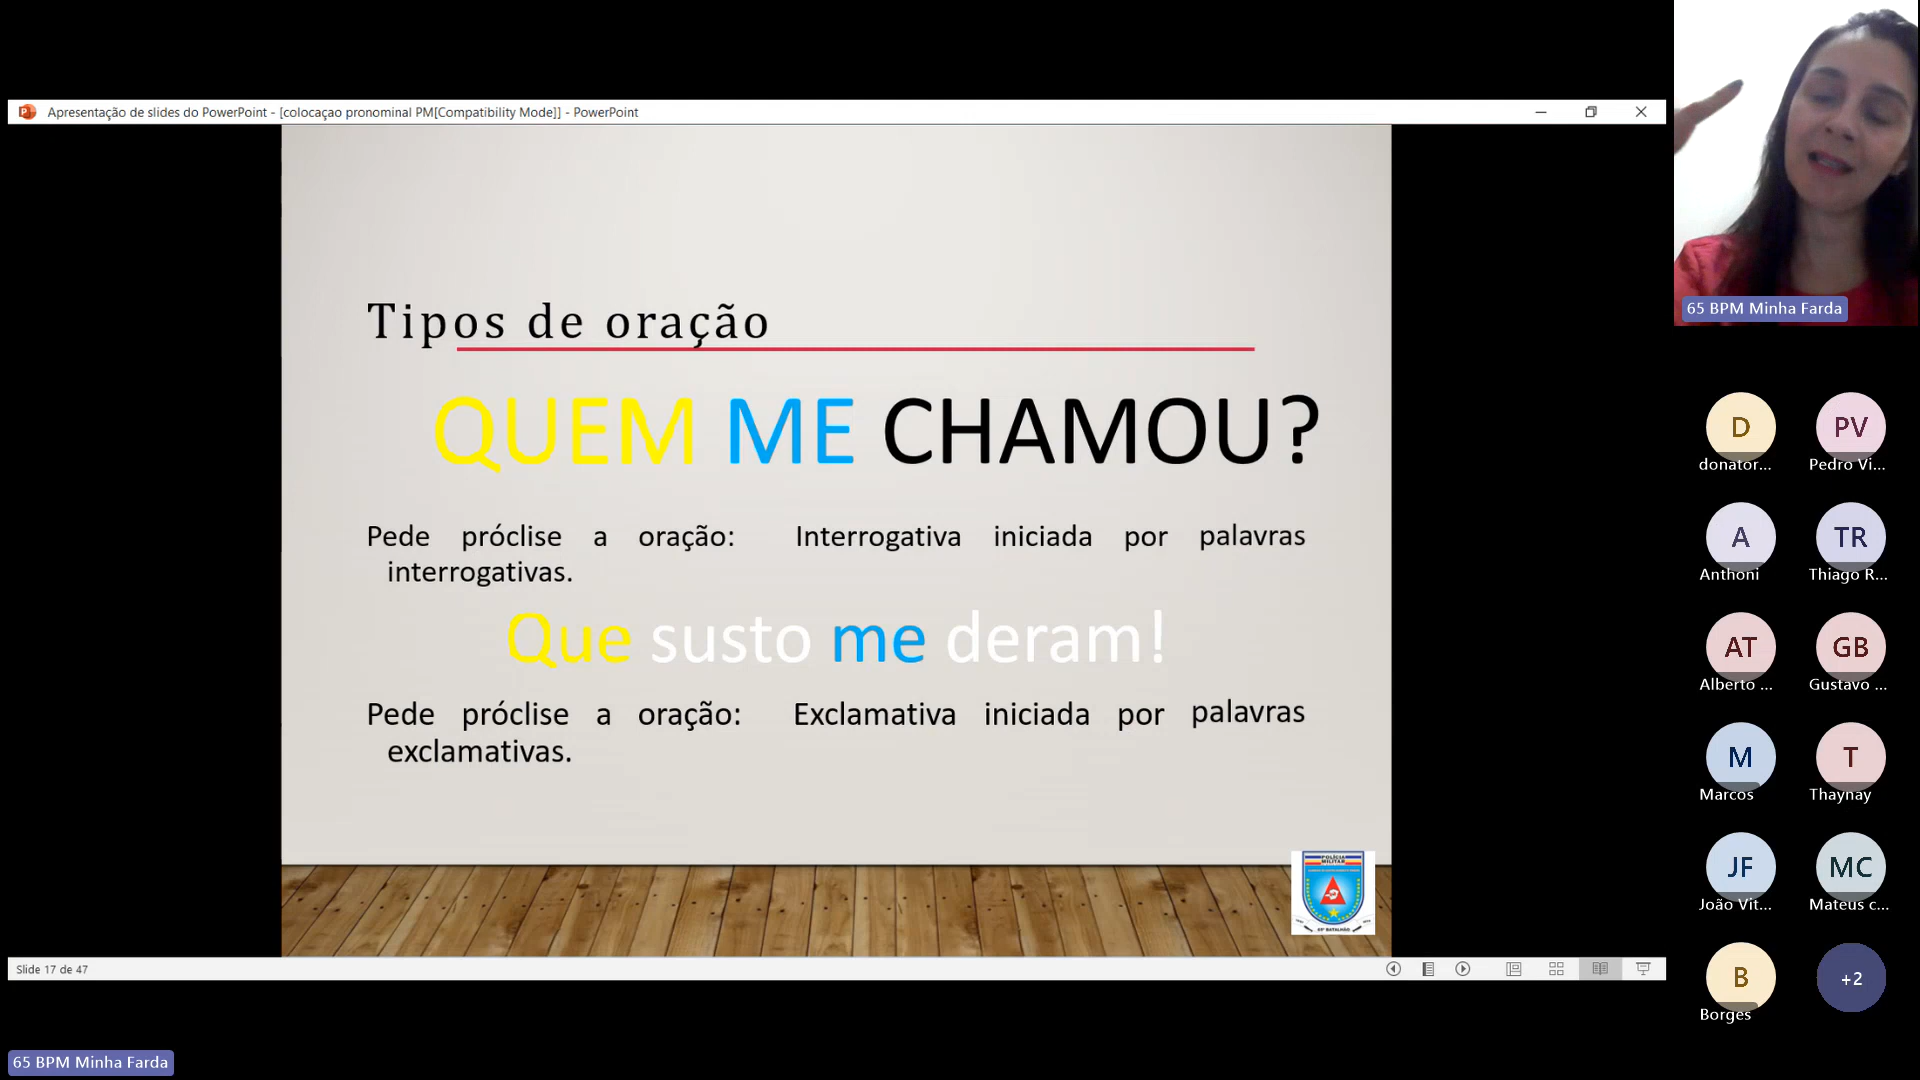 Apresentação de slides do PowerPoint - [colocaçao pronominal PM[Compatibility Mode]] - PowerPoint
Tipos de oração
QUEM ME CHAMOU?
Pede próclise a oração: Interrogativa iniciada por palavras
interrogativas.
Que susto me deram!
Pede próclise a oração: Exclamativa iniciada por palavras
exclamativas.
POLÍCIA
MILITAR
Slide 17 de 47
65 BPM Minha Farda
65 BPM Minha Farda
D
donator...
PV
Pedro Vi...
A
Anthoni
TR
Thiago R...
AT
Alberto ...
GB
Gustavo ...
M
Marcos
T
Thaynay
JF
João Vit...
MC
Mateus c...
B
Borges
+2